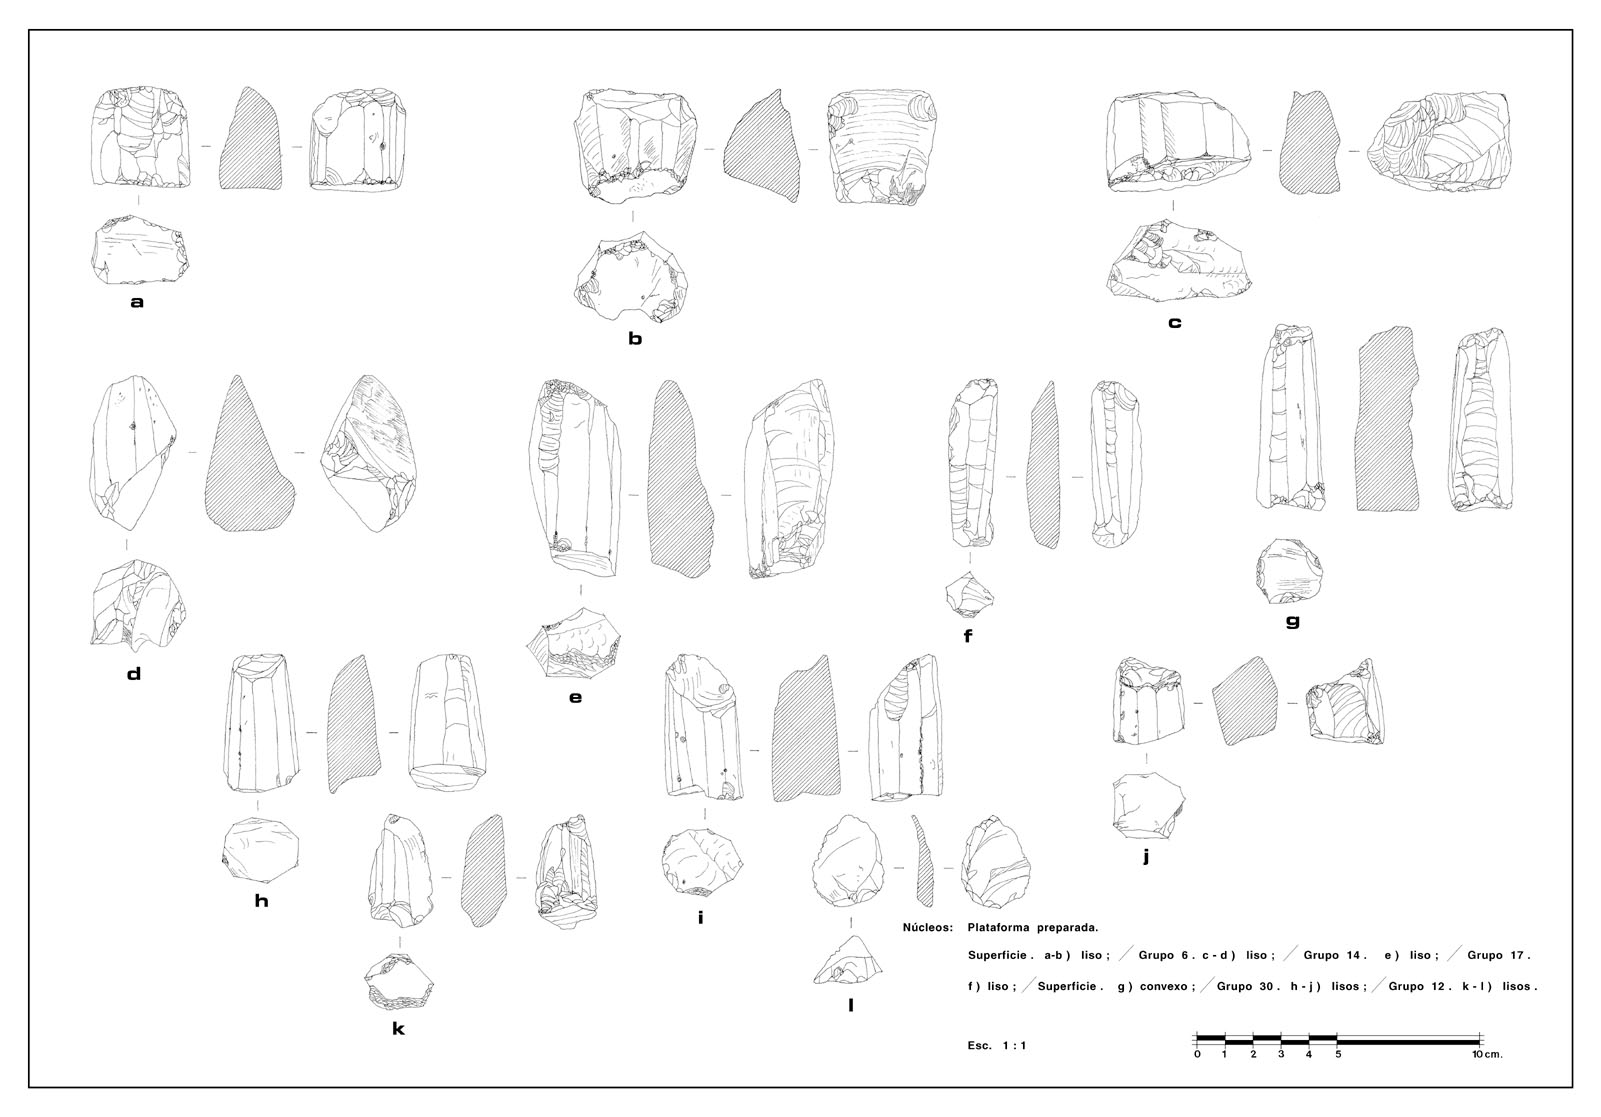 a
b
c
d
e
f
g
h
i
j
k
l
Núcleos: Plataforma preparada.
Superficie. a-b) liso; / Grupo 6. c-d) liso; / Grupo 14. e) liso; / Grupo 17.
f) liso; / Superficie. g) convexo; / Grupo 30. h-j) lisos; / Grupo 12. k-l) lisos.
Esc. 1:1
0 1 2 3 4 5 10 cm.